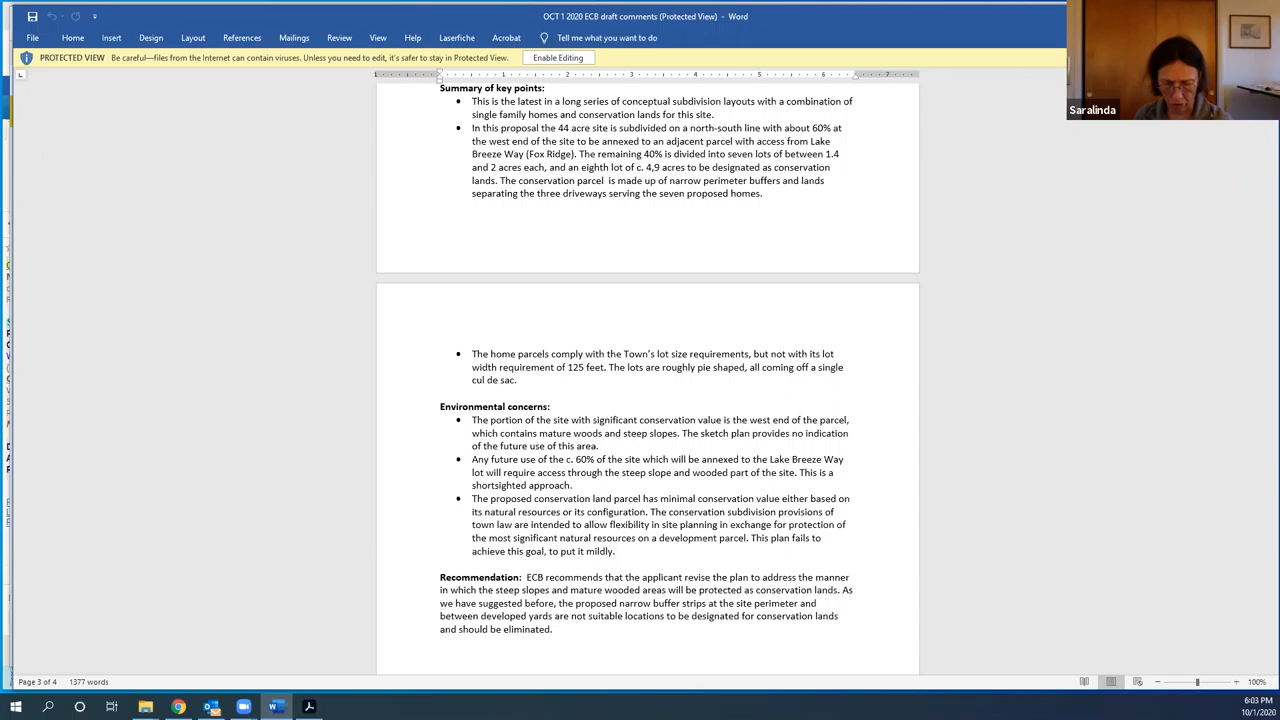 OCT 1 2020 ECB draft comments (Protected View) - Word
File Home Insert Design Layout References Mailings Review View Help Laserfiche Acrobat Tell me what you want to do
PROTECTED VIEW Be careful—files from the Internet can contain viruses. Unless you need to edit, it's safer to stay in Protected View. Enable Editing
1 1 2 3 4 5 6 7
Saralinda
Summary of key points:
• This is the latest in a long series of conceptual subdivision layouts with a combination of
single family homes and conservation lands for this site.
• In this proposal the 44 acre site is subdivided on a north-south line with about 60% at
the west end of the site to be annexed to an adjacent parcel with access from Lake
Breeze Way (Fox Ridge). The remaining 40% is divided into seven lots of between 1.4
and 2 acres each, and an eighth lot of c. 4,9 acres to be designated as conservation
lands. The conservation parcel is made up of narrow perimeter buffers and lands
separating the three driveways serving the seven proposed homes.
• The home parcels comply with the Town's lot size requirements, but not with its lot
width requirement of 125 feet. The lots are roughly pie shaped, all coming off a single
cul de sac.
Environmental concerns:
• The portion of the site with significant conservation value is the west end of the parcel,
which contains mature woods and steep slopes. The sketch plan provides no indication
of the future use of this area.
• Any future use of the c. 60% of the site which will be annexed to the Lake Breeze Way
lot will require access through the steep slope and wooded part of the site. This is a
shortsighted approach.
• The proposed conservation land parcel has minimal conservation value either based on
its natural resources or its configuration. The conservation subdivision provisions of
town law are intended to allow flexibility in site planning in exchange for protection of
the most significant natural resources on a development parcel. This plan fails to
achieve this goal, to put it mildly.
Recommendation: ECB recommends that the applicant revise the plan to address the manner
in which the steep slopes and mature wooded areas will be protected as conservation lands. As
we have suggested before, the proposed narrow buffer strips at the site perimeter and
between developed yards are not suitable locations to be designated for conservation lands
and should be eliminated.
Page 3 of 4 1377 words 100%
6:03 PM
10/1/2020